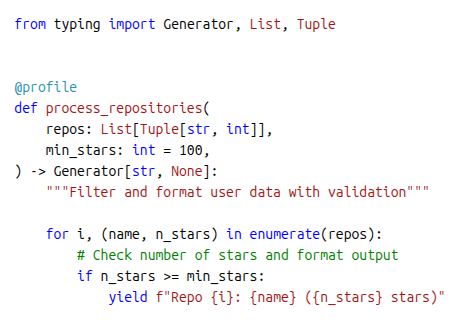 from typing import Generator, List, Tuple
@profile
def process_repositories(
    repos: List[Tuple[str, int]],
    min_stars: int = 100,
) -> Generator[str, None]:
    """Filter and format user data with validation"""
    for i, (name, n_stars) in enumerate(repos):
        # Check number of stars and format output
        if n_stars >= min_stars:
            yield f"Repo {i}: {name} ({n_stars} stars)"